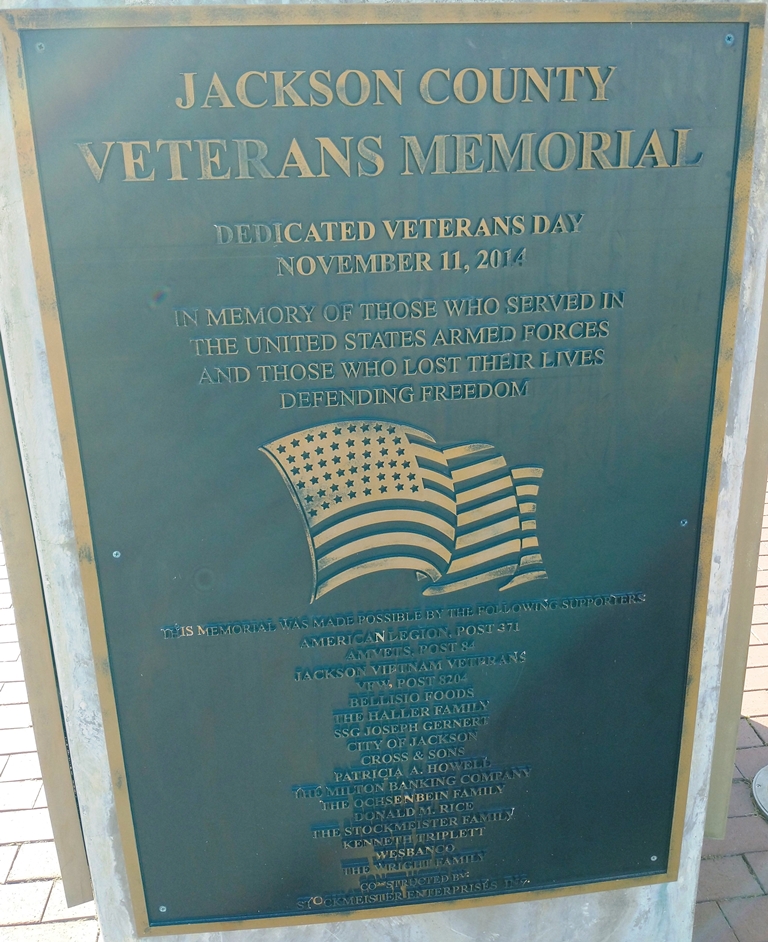 JACKSON COUNTY
VETERANS MEMORIAL
DEDICATED VETERANS DAY
NOVEMBER 11, 2014
IN MEMORY OF THOSE WHO SERVED IN
THE UNITED STATES ARMED FORCES
AND THOSE WHO LOST THEIR LIVES
DEFENDING FREEDOM
THIS MEMORIAL WAS MADE POSSIBLE BY THE FOLLOWING SUPPORTERS
AMERICAN LEGION, POST 371
AMVETS, POST 84
JACKSON VIETNAM VETERANS
VFW, POST 8204
BELLISIO FOODS
THE HALLER FAMILY
SSG JOSEPH GERNERT
CITY OF JACKSON
CROSS & SONS
PATRICIA A. HOWELL
THE MILTON BANKING COMPANY
THE OCHSENBEIN FAMILY
DONALD M. RICE
THE STOCKMEISTER FAMILY
KENNETH TRIPLETT
WESBANCO
THE WRIGHT FAMILY
CONSTRUCTED BY:
STOCKMEISTER ENTERPRISES, INC.